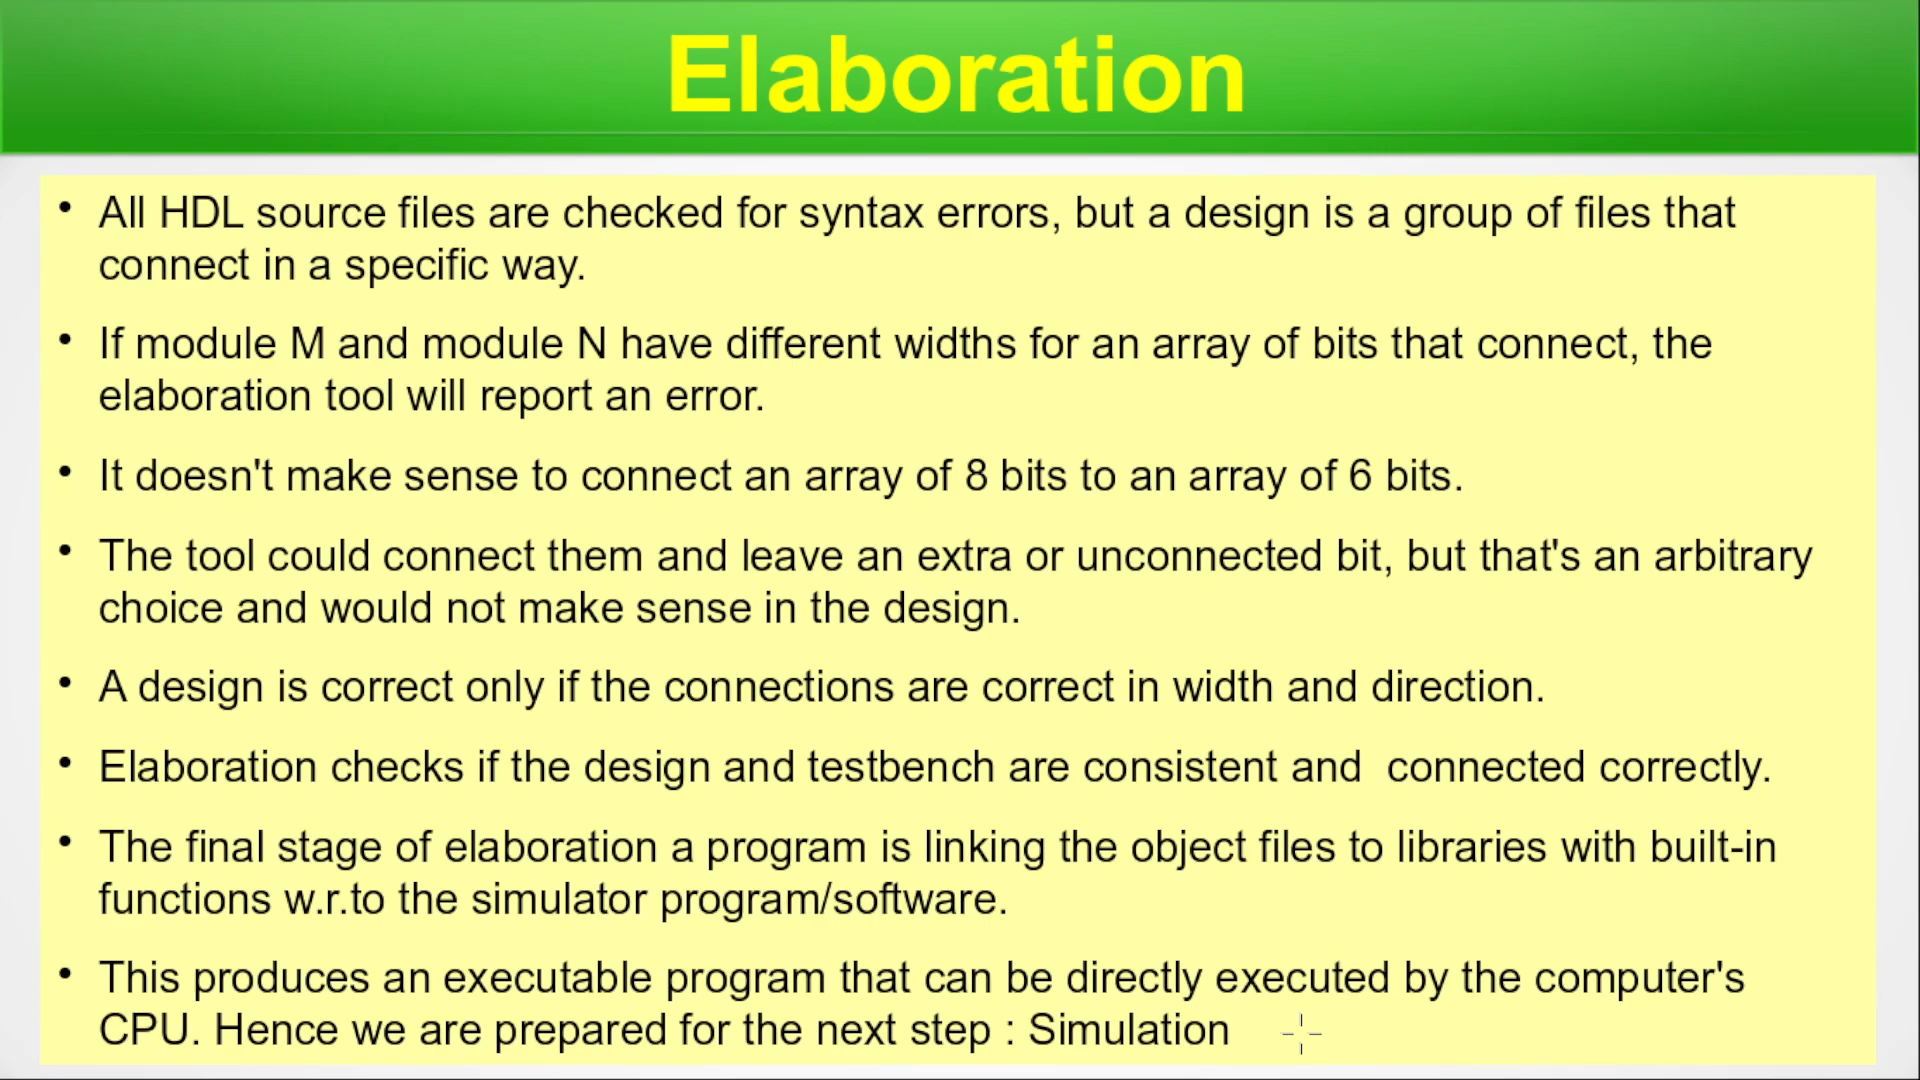 Elaboration
• All HDL source files are checked for syntax errors, but a design is a group of files that
connect in a specific way.
• If module M and module N have different widths for an array of bits that connect, the
elaboration tool will report an error.
• It doesn't make sense to connect an array of 8 bits to an array of 6 bits.
• The tool could connect them and leave an extra or unconnected bit, but that's an arbitrary
choice and would not make sense in the design.
• A design is correct only if the connections are correct in width and direction.
• Elaboration checks if the design and testbench are consistent and  connected correctly.
• The final stage of elaboration a program is linking the object files to libraries with built-in
functions w.r.to the simulator program/software.
• This produces an executable program that can be directly executed by the computer's
CPU. Hence we are prepared for the next step : Simulation